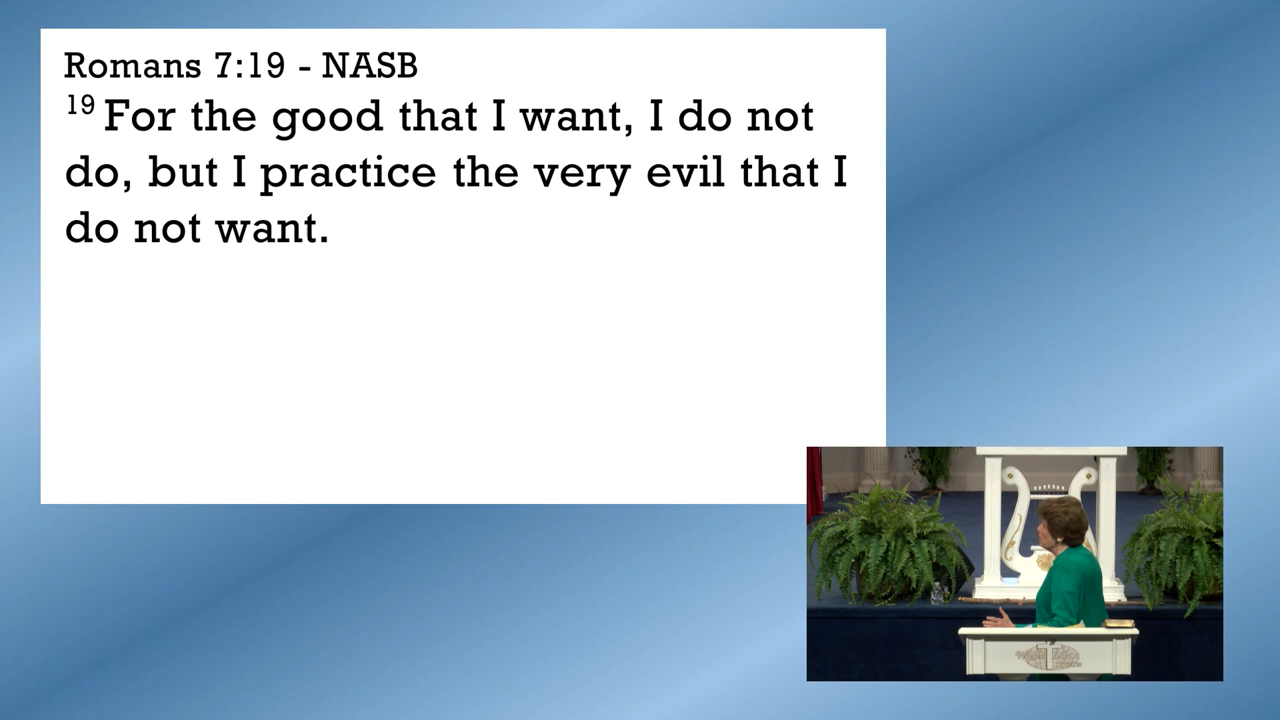 Romans 7:19 - NASB
19 For the good that I want, I do not
do, but I practice the very evil that I
do not want.